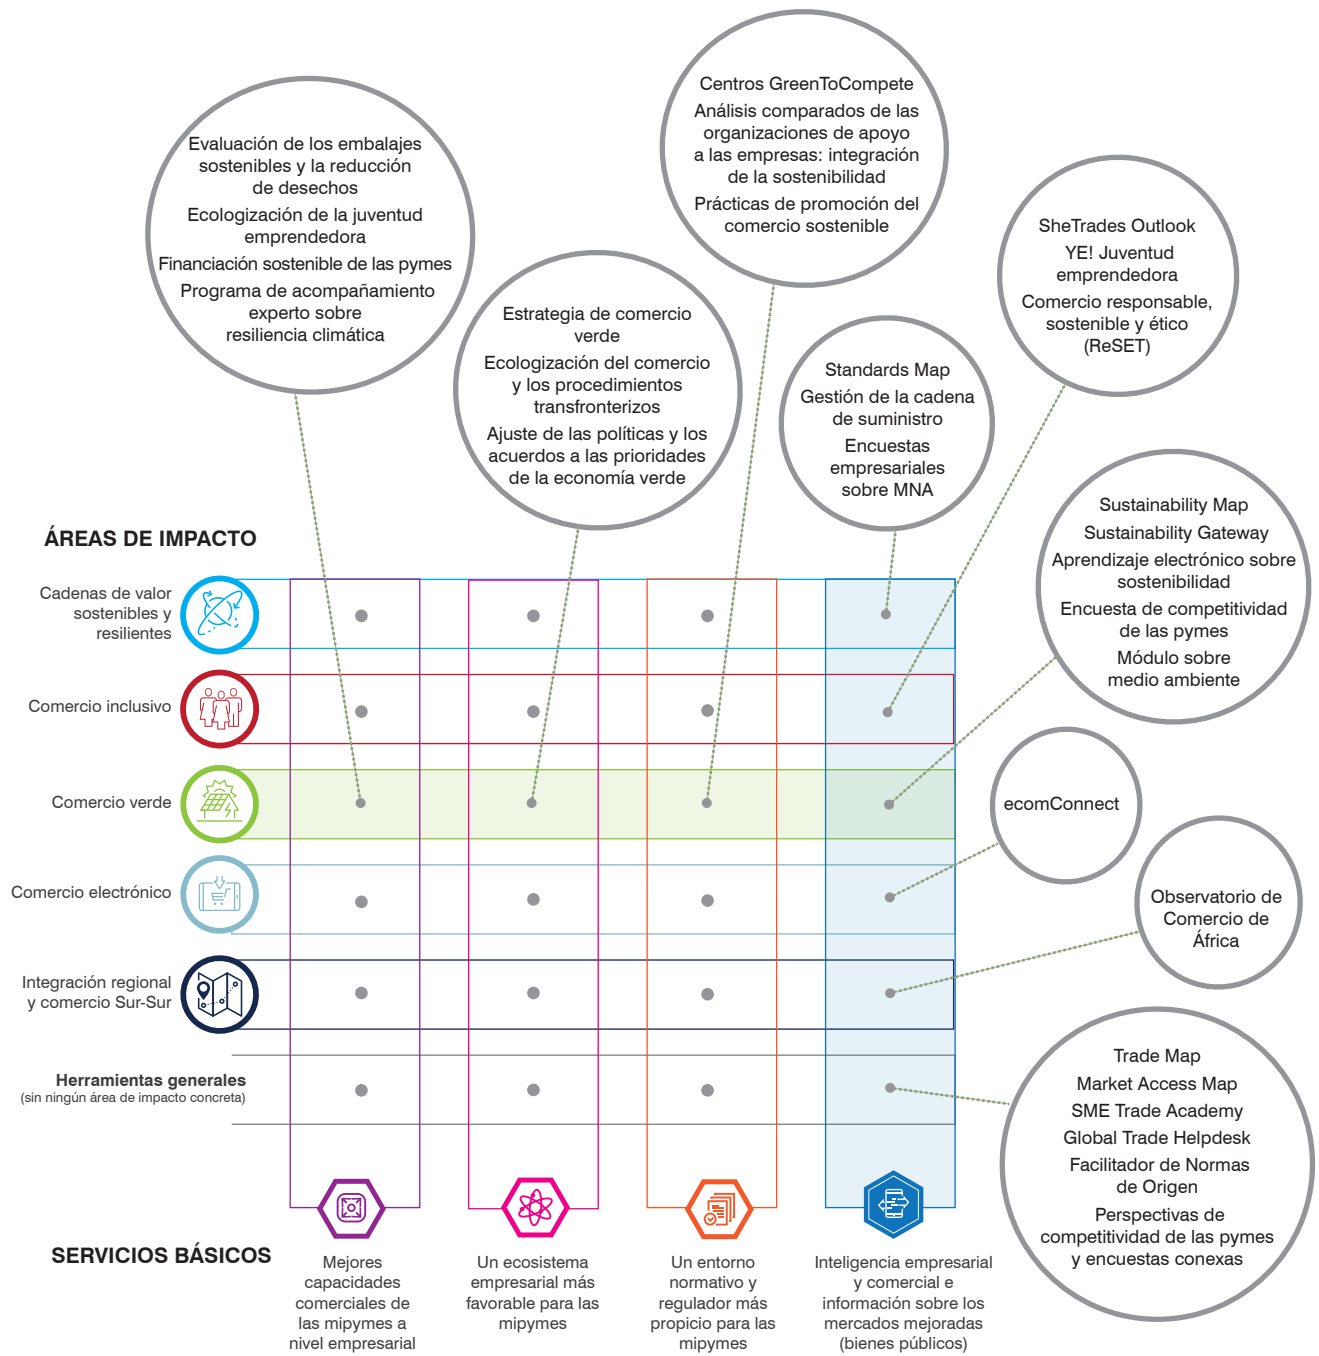 Centros GreenToCompete
Análisis comparados de las
organizaciones de apoyo
a las empresas: integración
de la sostenibilidad
Prácticas de promoción del
comercio sostenible
Evaluación de los embalajes
sostenibles y la reducción
de desechos
Ecologización de la juventud
emprendedora
Financiación sostenible de las pymes
Programa de acompañamiento
experto sobre
resiliencia climática
SheTrades Outlook
YE! Juventud
emprendedora
Comercio responsable,
sostenible y ético
(ReSET)
Estrategia de comercio
verde
Ecologización del comercio
y los procedimientos
transfronterizos
Ajuste de las políticas y los
acuerdos a las prioridades
de la economía verde
Standards Map
Gestión de la cadena
de suministro
Encuestas
empresariales
sobre MNA
Sustainability Map
Sustainability Gateway
Aprendizaje electrónico sobre
sostenibilidad
Encuesta de competitividad
de las pymes
Módulo sobre
medio ambiente
ÁREAS DE IMPACTO
Cadenas de valor
sostenibles y
resilientes
Comercio inclusivo
Comercio verde
ecomConnect
Comercio electrónico
Observatorio de
Comercio de
África
Integración regional
y comercio Sur-Sur
Herramientas generales
(sin ningún área de impacto concreta)
Trade Map
Market Access Map
SME Trade Academy
Global Trade Helpdesk
Facilitador de Normas
de Origen
Perspectivas de
competitividad de las pymes
y encuestas conexas
SERVICIOS BÁSICOS
Mejores
capacidades
comerciales de
las mipymes a
nivel empresarial
Un ecosistema
empresarial más
favorable para las
mipymes
Un entorno
normativo y
regulador más
propicio para las
mipymes
Inteligencia empresarial
y comercial e
información sobre los
mercados mejoradas
(bienes públicos)